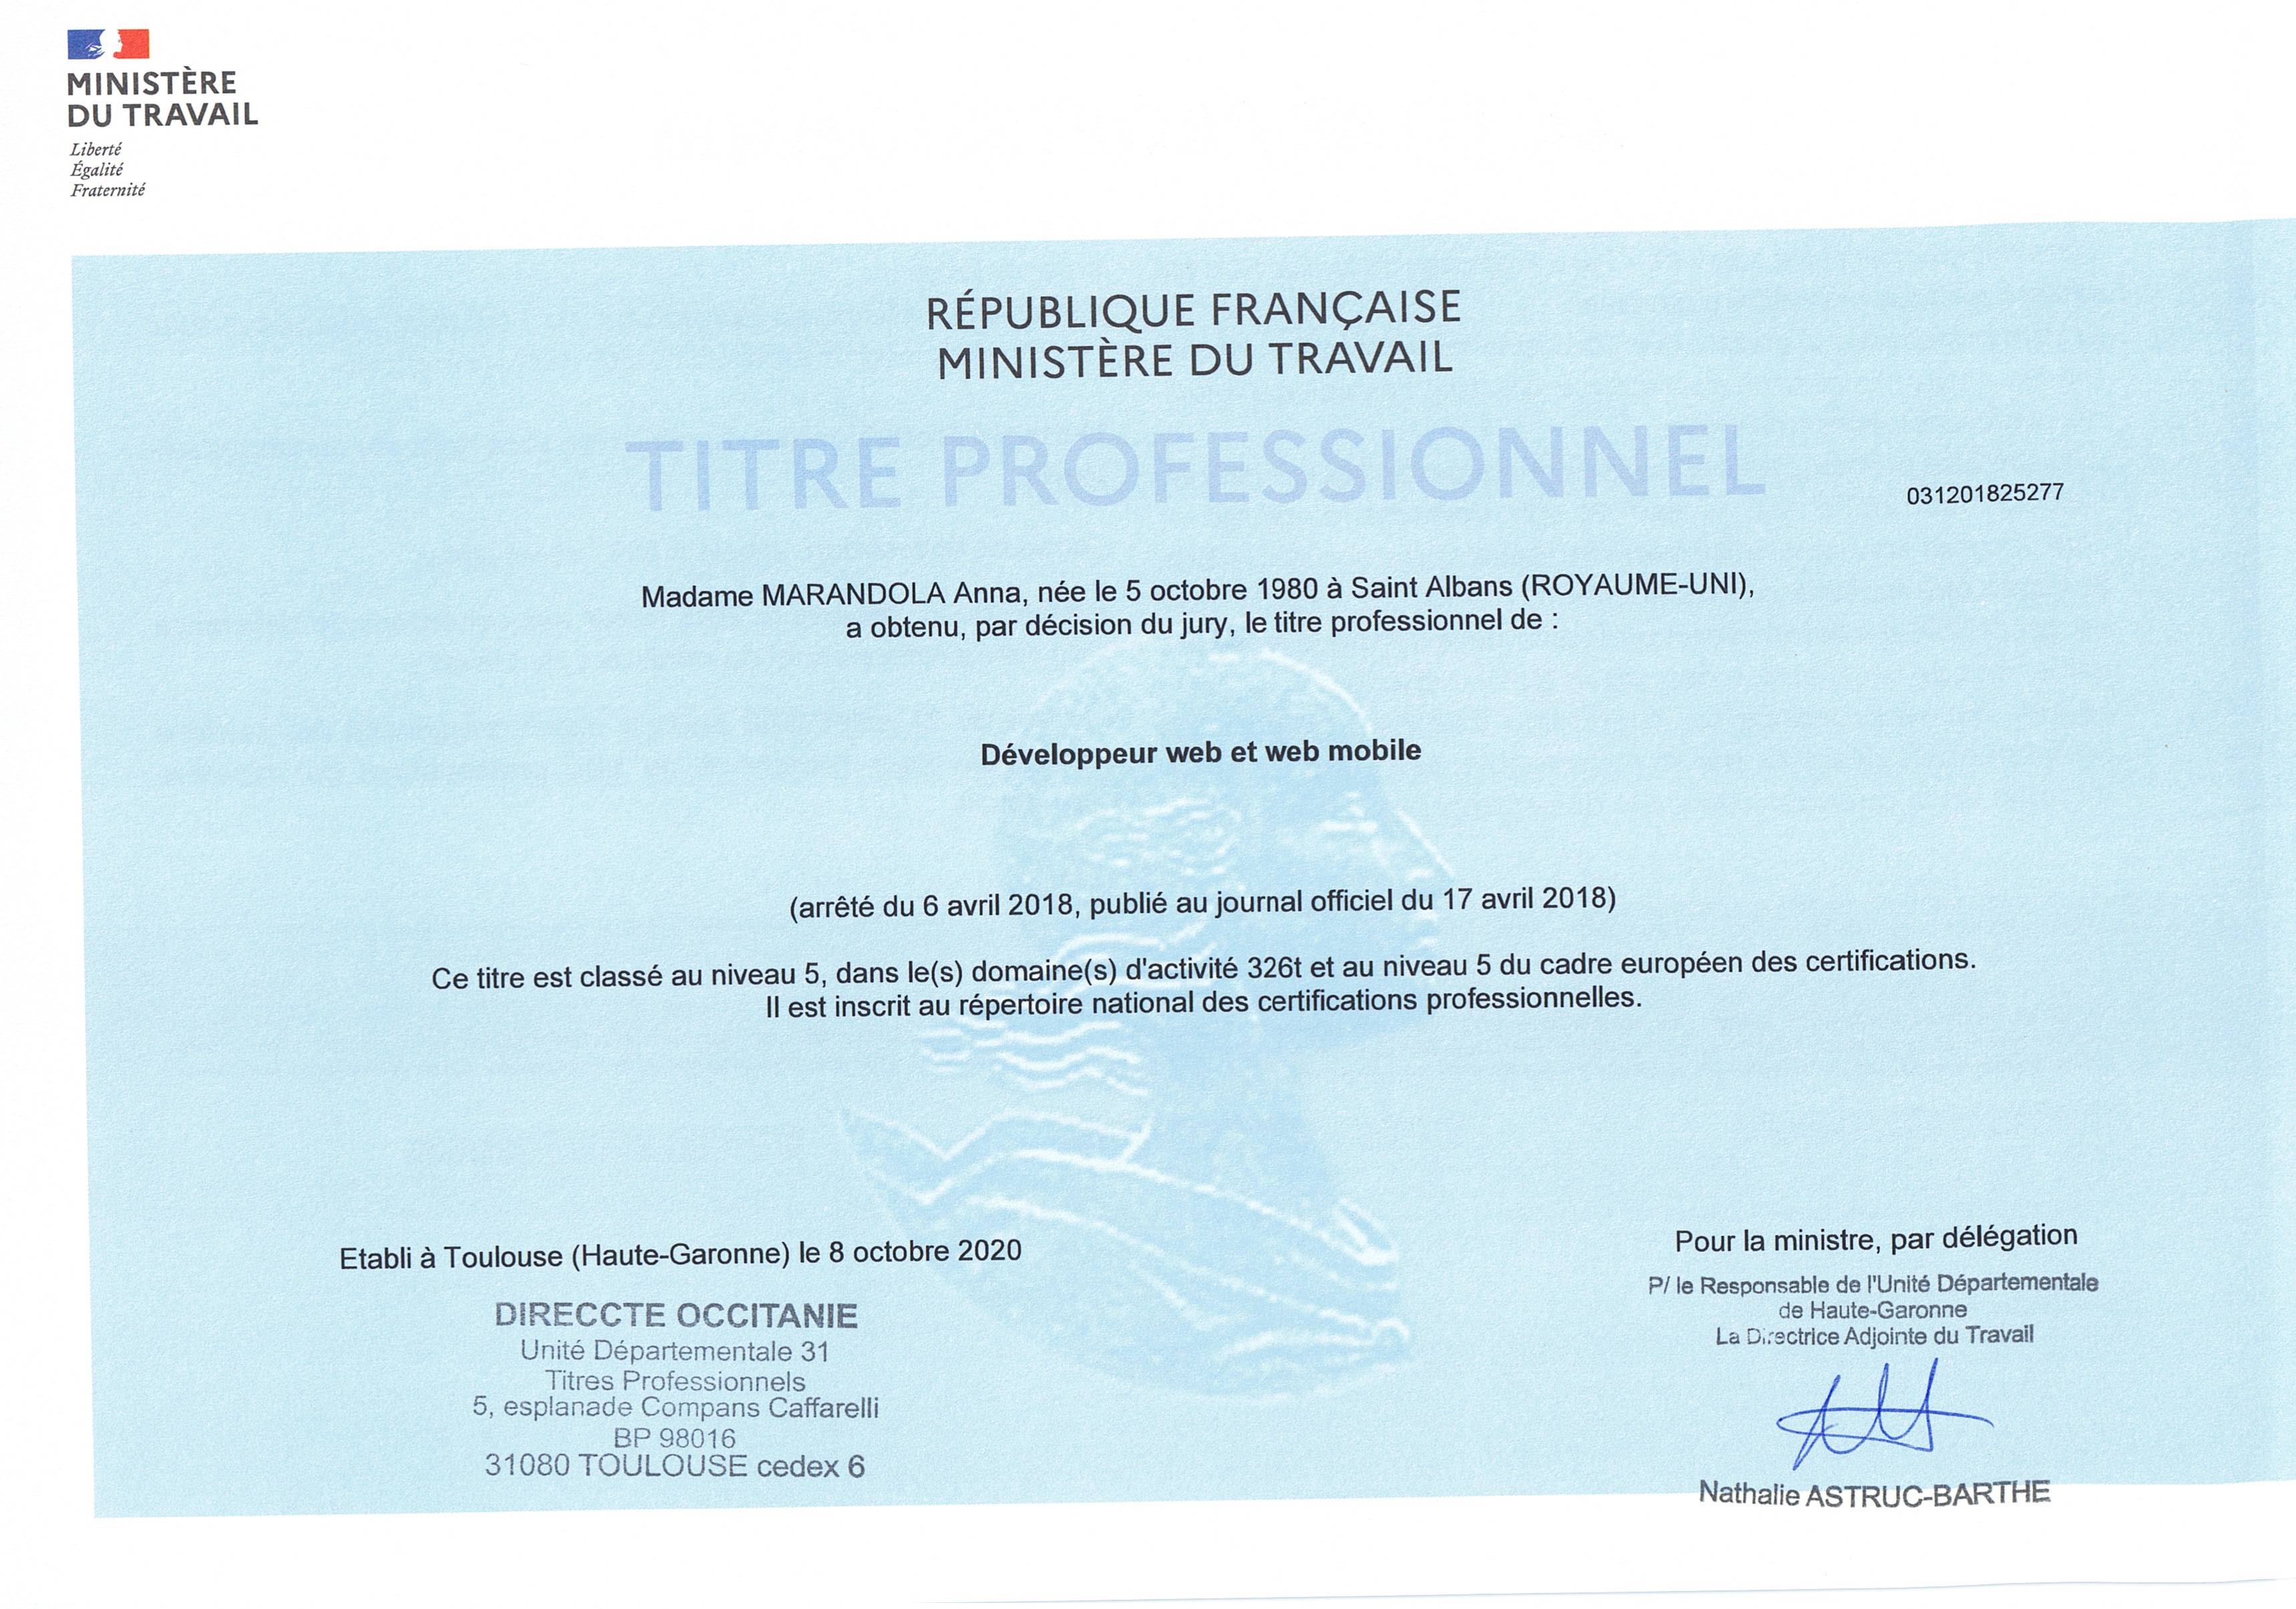 MINISTÈRE
DU TRAVAIL
Liberté
Égalité
Fraternité
RÉPUBLIQUE FRANÇAISE
MINISTÈRE DU TRAVAIL
TITRE PROFESSIONNEL
031201825277
Madame MARANDOLA Anna, née le 5 octobre 1980 à Saint Albans (ROYAUME-UNI),
a obtenu, par décision du jury, le titre professionnel de :
Développeur web et web mobile
(arrêté du 6 avril 2018, publié au journal officiel du 17 avril 2018)
Ce titre est classé au niveau 5, dans le(s) domaine(s) d'activité 326t et au niveau 5 du cadre européen des certifications.
Il est inscrit au répertoire national des certifications professionnelles.
Etabli à Toulouse (Haute-Garonne) le 8 octobre 2020
DIRECCTE OCCITANIE
Unité Départementale 31
Titres Professionnels
5, esplanade Compans Caffarelli
BP 98016
31080 TOULOUSE cedex 6
Pour la ministre, par délégation
P/ le Responsable de l'Unité Départementale
de Haute-Garonne
La Directrice Adjointe du Travail
Nathalie ASTRUC-BARTHE